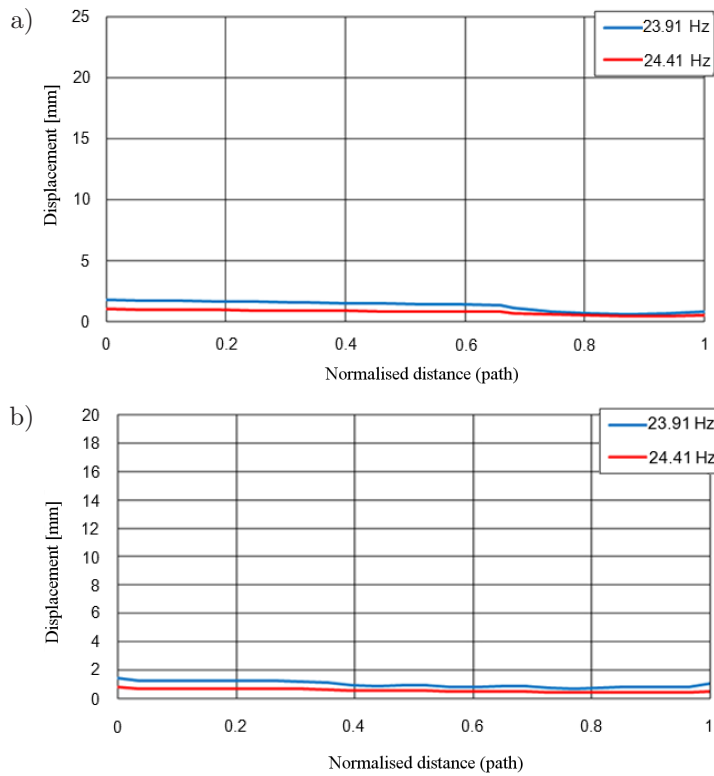 a)
25
20
15
10
5
0
Displacement [mm]
23.91 Hz
24.41 Hz
0 0.2 0.4 0.6 0.8 1
Normalised distance (path)
b)
20
18
16
14
12
10
8
6
4
2
0
Displacement [mm]
23.91 Hz
24.41 Hz
0 0.2 0.4 0.6 0.8 1
Normalised distance (path)